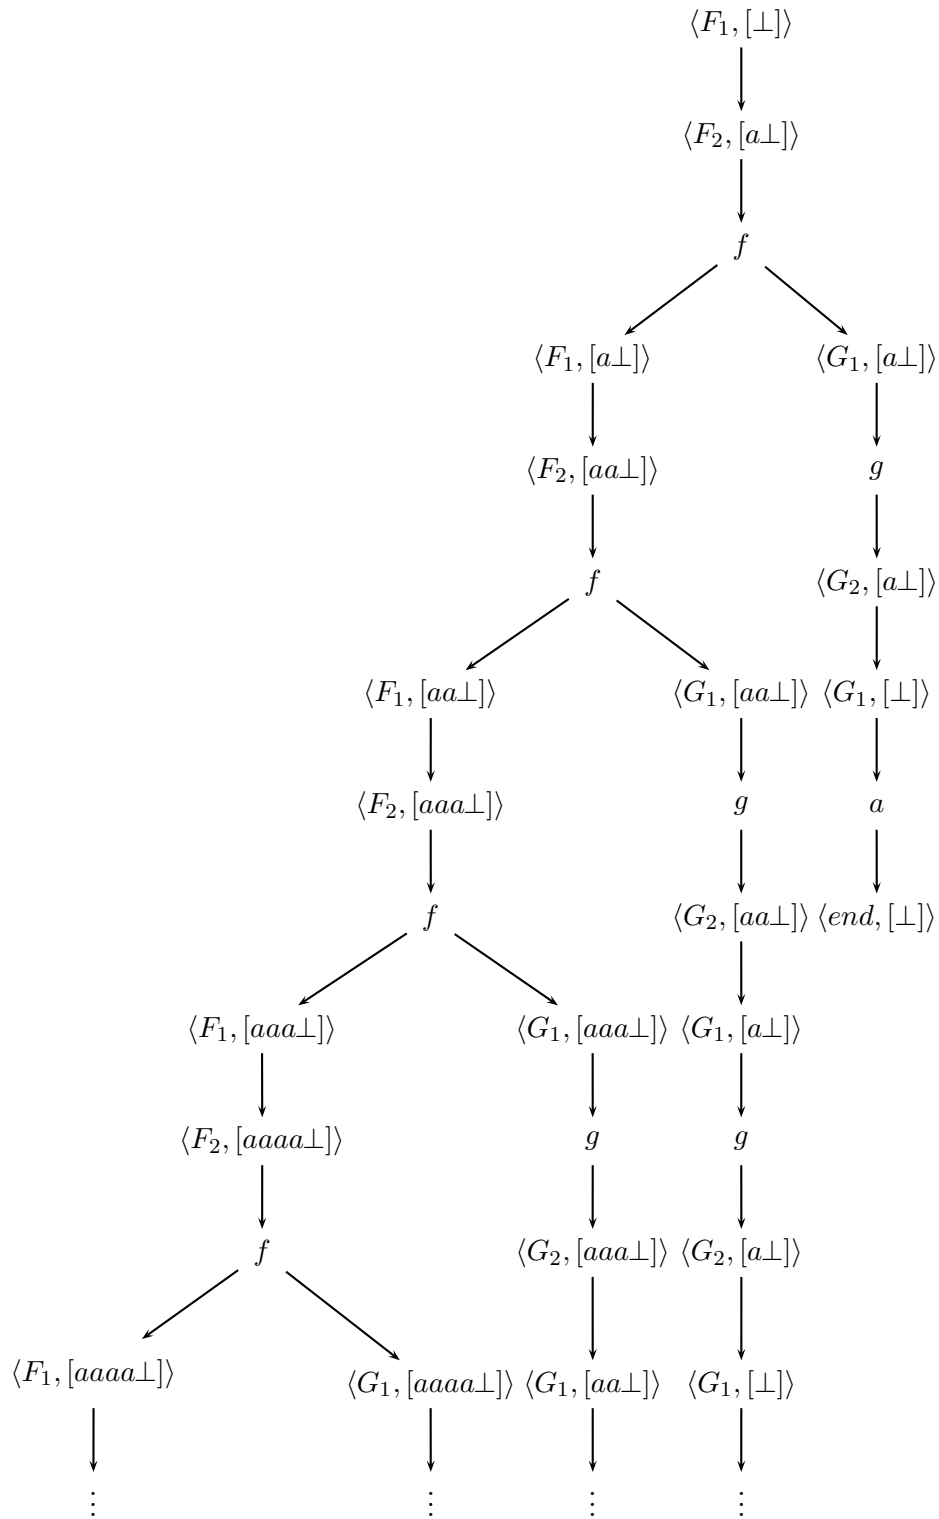 ⟨F₁, [⊥]⟩
⟨F₂, [a⊥]⟩
f
⟨F₁, [a⊥]⟩ ⟨G₁, [a⊥]⟩
⟨F₂, [aa⊥]⟩ g
f ⟨G₂, [a⊥]⟩
⟨F₁, [aa⊥]⟩ ⟨G₁, [aa⊥]⟩ ⟨G₁, [⊥]⟩
⟨F₂, [aaa⊥]⟩ g a
f ⟨G₂, [aa⊥]⟩ ⟨end, [⊥]⟩
⟨F₁, [aaa⊥]⟩ ⟨G₁, [aaa⊥]⟩ ⟨G₁, [a⊥]⟩
⟨F₂, [aaaa⊥]⟩ g g
f ⟨G₂, [aaa⊥]⟩ ⟨G₂, [a⊥]⟩
⟨F₁, [aaaa⊥]⟩ ⟨G₁, [aaaa⊥]⟩ ⟨G₁, [aa⊥]⟩ ⟨G₁, [⊥]⟩
⋮ ⋮ ⋮ ⋮